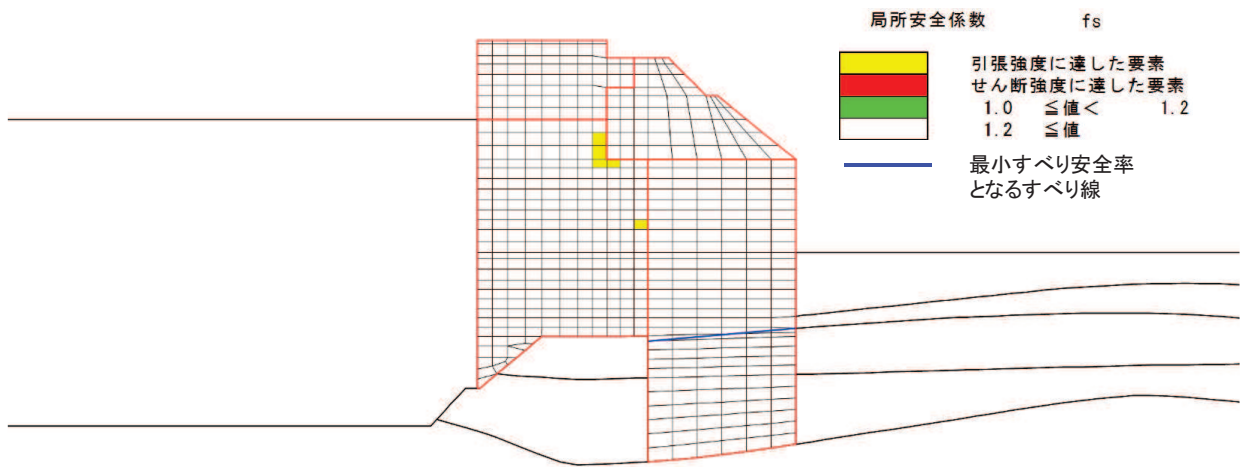 局所安全係数 fs
引張強度に達した要素
せん断強度に達した要素
1.0 ≦値< 1.2
1.2 ≦値
最小すべり安全率
となるすべり線